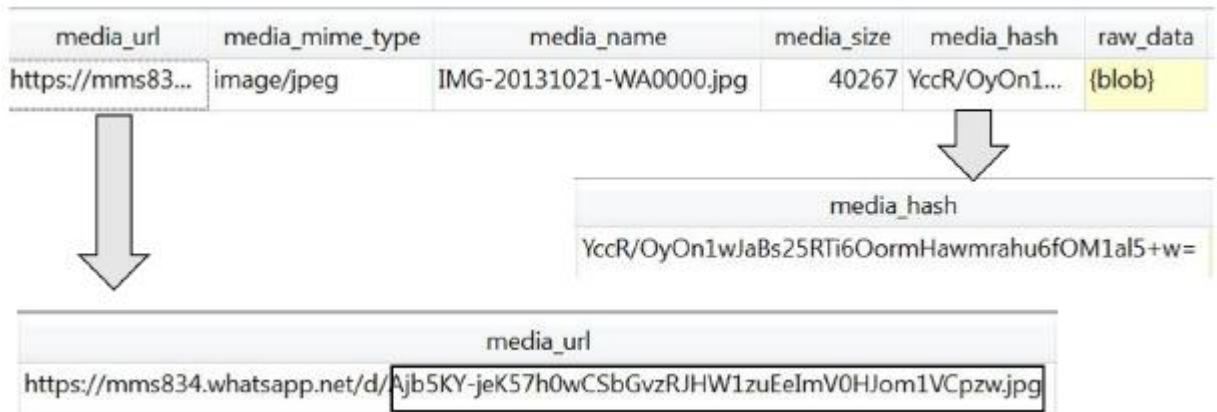 media_url media_mime_type media_name media_size media_hash raw_data
https://mms83... image/jpeg IMG-20131021-WA0000.jpg 40267 YccR/OyOn1... {blob}
media_hash
YccR/OyOn1wJaBs25RTi6OormHawmrahu6fOM1al5+w=
media_url
https://mms834.whatsapp.net/d/Ajb5KY-jeK57h0wCSbGvzRJHW1zuEeImV0HJom1VCpzw.jpg